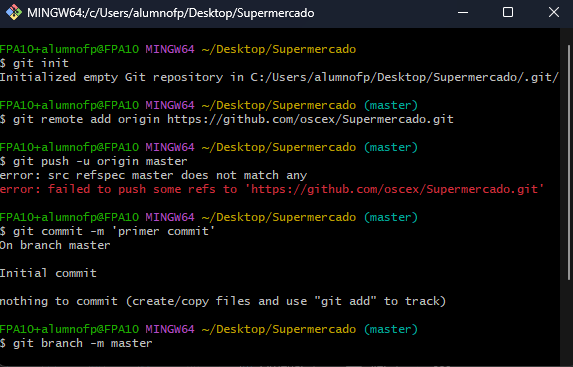 MINGW64:/c/Users/alumnofp/Desktop/Supermercado
FPA10+alumnofp@FPA10 MINGW64 ~/Desktop/Supermercado
$ git init
Initialized empty Git repository in C:/Users/alumnofp/Desktop/Supermercado/.git/
FPA10+alumnofp@FPA10 MINGW64 ~/Desktop/Supermercado (master)
$ git remote add origin https://github.com/oscex/Supermercado.git
FPA10+alumnofp@FPA10 MINGW64 ~/Desktop/Supermercado (master)
$ git push -u origin master
error: src refspec master does not match any
error: failed to push some refs to 'https://github.com/oscex/Supermercado.git'
FPA10+alumnofp@FPA10 MINGW64 ~/Desktop/Supermercado (master)
$ git commit -m 'primer commit'
On branch master
Initial commit
nothing to commit (create/copy files and use "git add" to track)
FPA10+alumnofp@FPA10 MINGW64 ~/Desktop/Supermercado (master)
$ git branch -m master